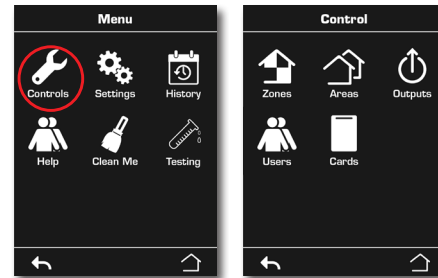 Menu
Controls Settings History
Help Clean Me Testing
Control
Zones Areas Outputs
Users Cards